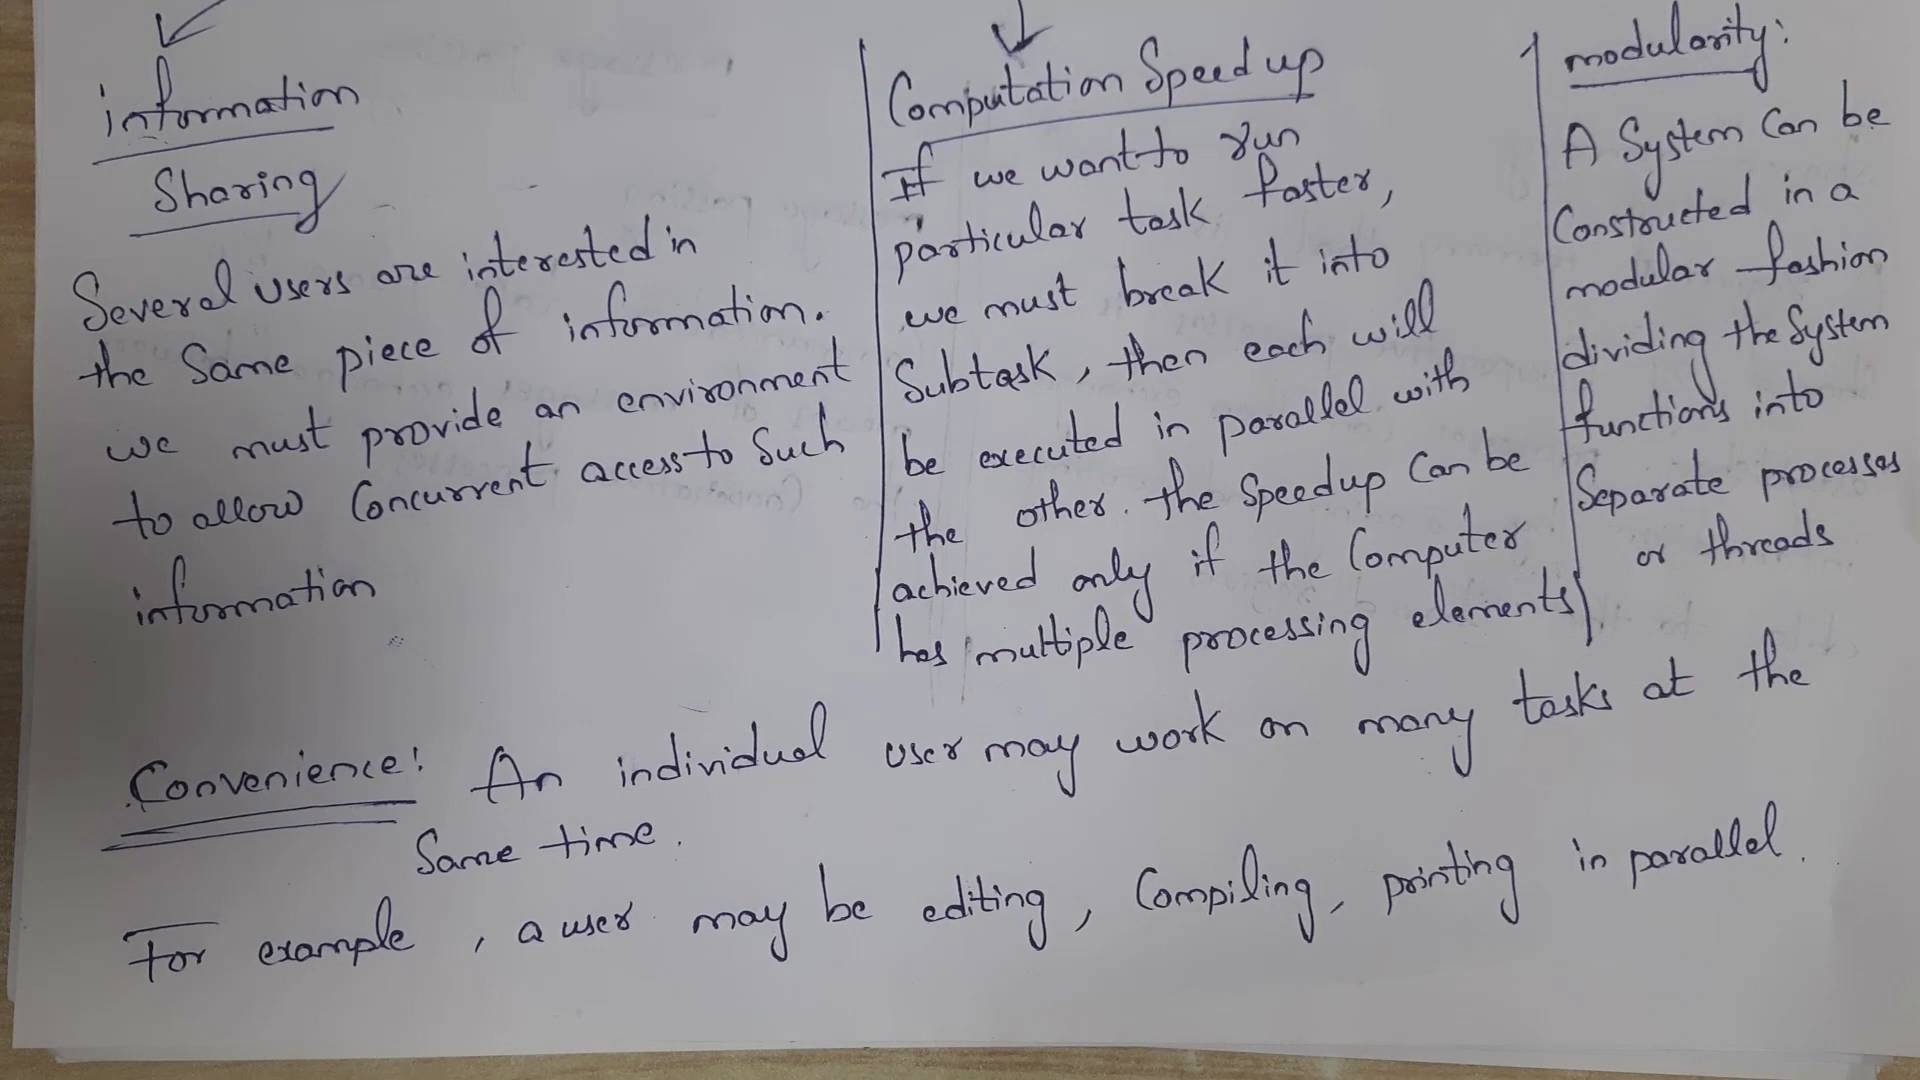 information
Sharing
Several users are interested in
the Same piece of information.
we must provide an environment
to allow Concurrent access to Such
information
Computation Speed up
If we want to run
particular task faster,
we must break it into
Subtask, then each will
be executed in parallel with
the other. the Speedup Can be
achieved only if the Computer
has multiple processing elements
modularity:
A System Can be
Constructed in a
modular fashion
dividing the System
functions into
Separate processes
or threads
Convenience: An individual user may work on many tasks at the
Same time.
For example, a user may be editing, Compiling, printing in parallel.